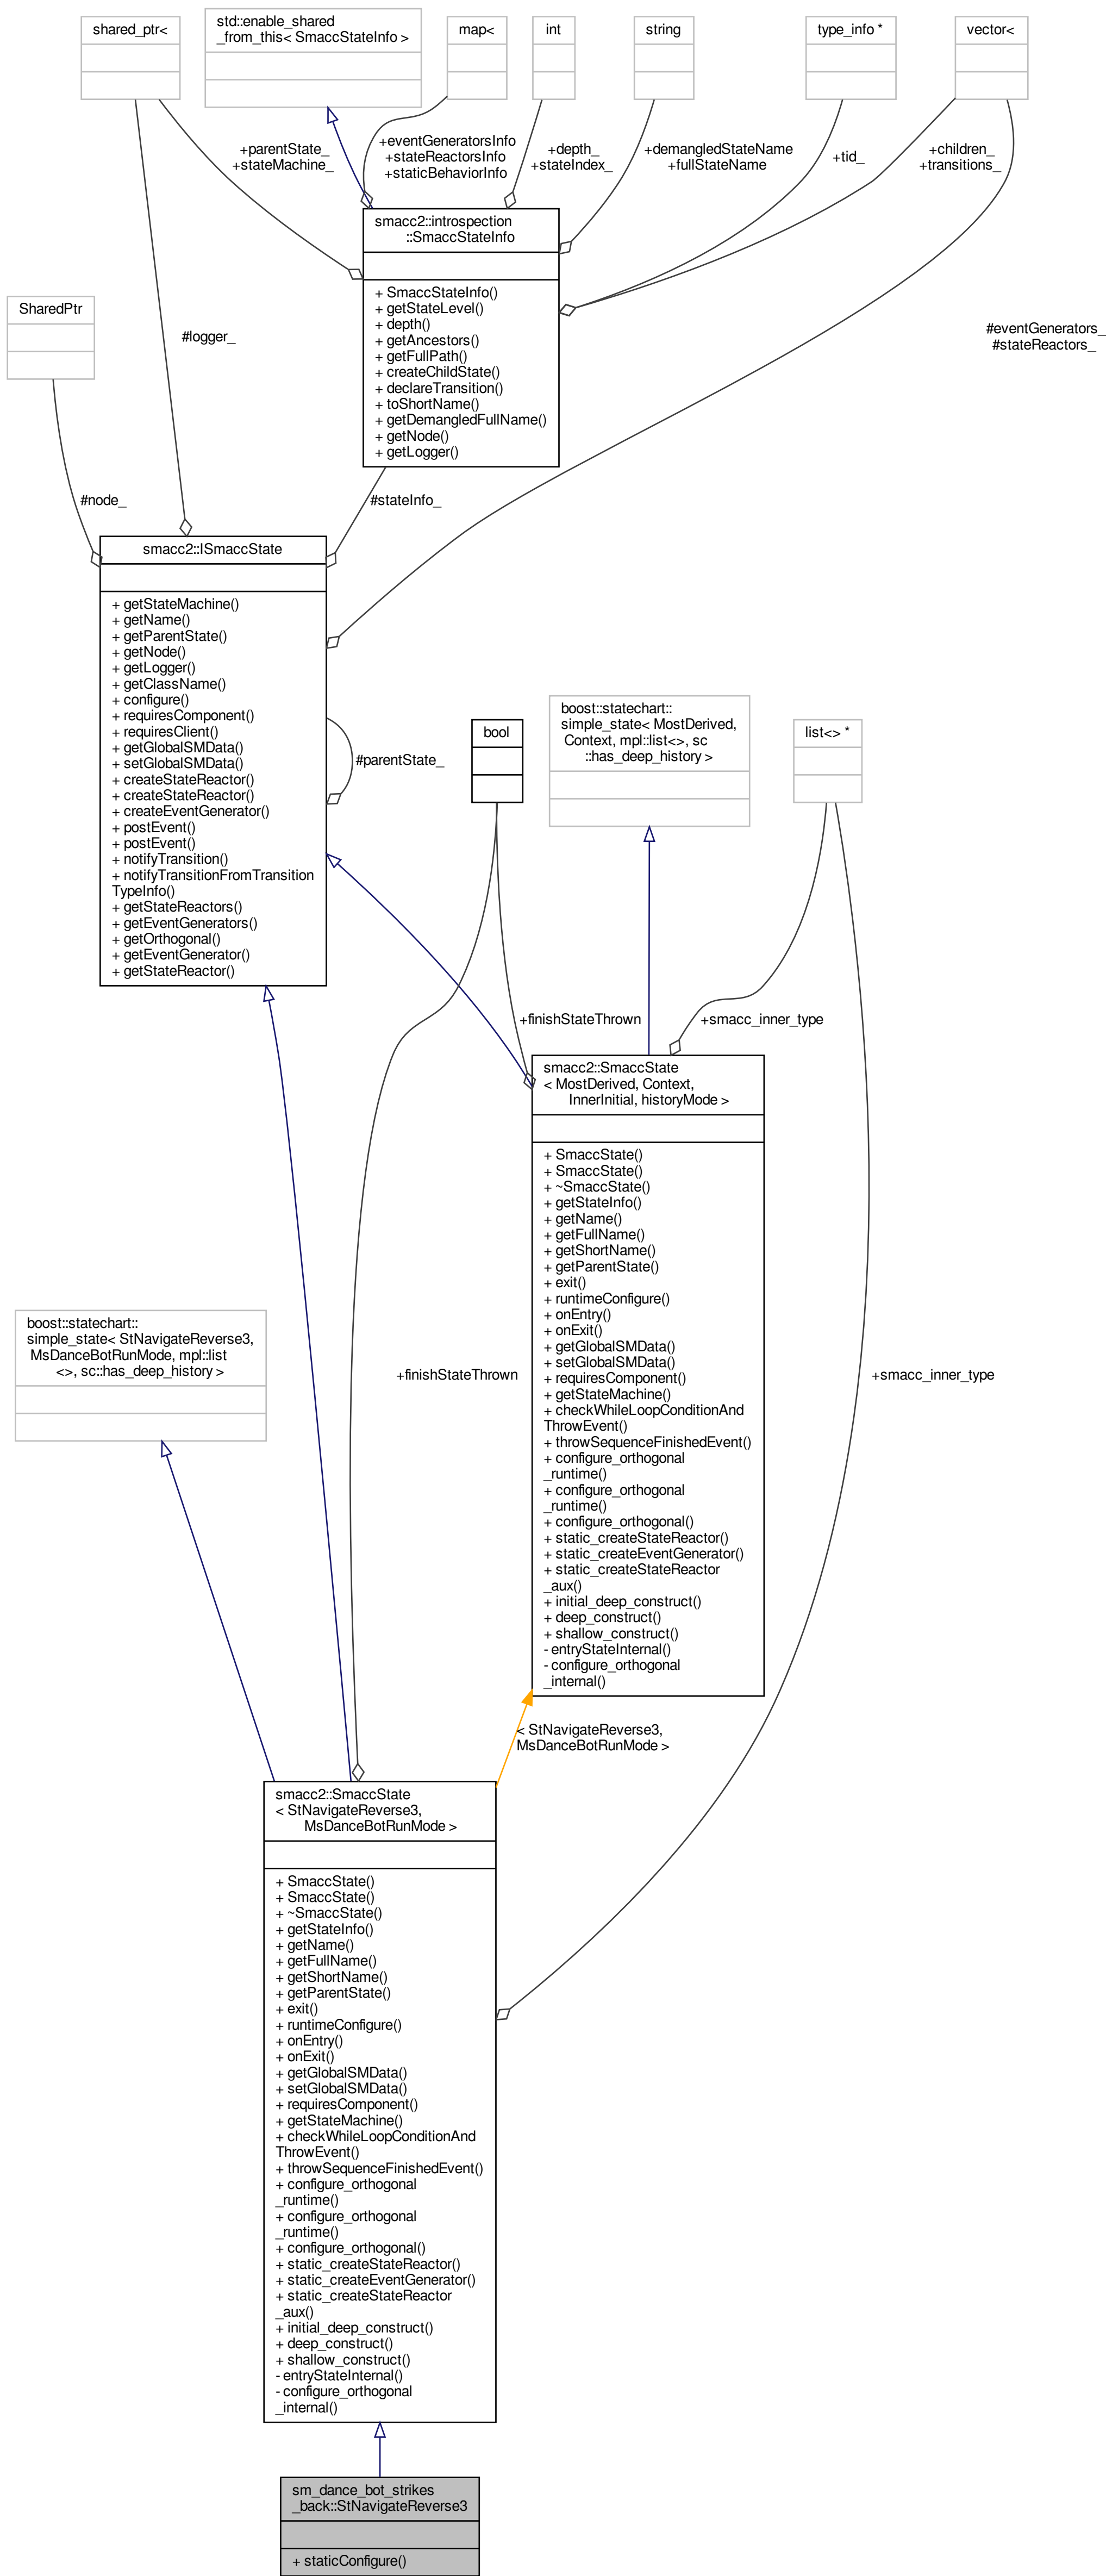 shared_ptr<
std::enable_shared
_from_this< SmaccStateInfo >
map<
int
string
type_info *
vector<
+parentState_
+stateMachine_
+eventGeneratorsInfo
+stateReactorsInfo
+staticBehaviorInfo
+depth_
+stateIndex_
+demangledStateName
+fullStateName
+tid_
+children_
+transitions_
smacc2::introspection
::SmaccStateInfo
+ SmaccStateInfo()
+ getStateLevel()
+ depth()
+ getAncestors()
+ getFullPath()
+ createChildState()
+ declareTransition()
+ toShortName()
+ getDemangledFullName()
+ getNode()
+ getLogger()
SharedPtr
#logger_
#eventGenerators_
#stateReactors_
#node_
#stateInfo_
smacc2::ISmaccState
+ getStateMachine()
+ getName()
+ getParentState()
+ getNode()
+ getLogger()
+ getClassName()
+ configure()
+ requiresComponent()
+ requiresClient()
+ getGlobalSMData()
+ setGlobalSMData()
+ createStateReactor()
+ createStateReactor()
+ createEventGenerator()
+ postEvent()
+ postEvent()
+ notifyTransition()
+ notifyTransitionFromTransition
TypeInfo()
+ getStateReactors()
+ getEventGenerators()
+ getOrthogonal()
+ getEventGenerator()
+ getStateReactor()
#parentState_
bool
boost::statechart::
simple_state< MostDerived,
Context, mpl::list<>, sc
::has_deep_history >
list<> *
+finishStateThrown
+smacc_inner_type
smacc2::SmaccState
< MostDerived, Context,
InnerInitial, historyMode >
+ SmaccState()
+ SmaccState()
+ ~SmaccState()
+ getStateInfo()
+ getName()
+ getFullName()
+ getShortName()
+ getParentState()
+ exit()
+ runtimeConfigure()
+ onEntry()
+ onExit()
+ getGlobalSMData()
+ setGlobalSMData()
+ requiresComponent()
+ getStateMachine()
+ checkWhileLoopConditionAnd
ThrowEvent()
+ throwSequenceFinishedEvent()
+ configure_orthogonal
_runtime()
+ configure_orthogonal
_runtime()
+ configure_orthogonal()
+ static_createStateReactor()
+ static_createEventGenerator()
+ static_createStateReactor
_aux()
+ initial_deep_construct()
+ deep_construct()
+ shallow_construct()
- entryStateInternal()
- configure_orthogonal
_internal()
boost::statechart::
simple_state< StNavigateReverse3,
MsDanceBotRunMode, mpl::list
<>, sc::has_deep_history >
+finishStateThrown
+smacc_inner_type
< StNavigateReverse3,
MsDanceBotRunMode >
smacc2::SmaccState
< StNavigateReverse3,
MsDanceBotRunMode >
+ SmaccState()
+ SmaccState()
+ ~SmaccState()
+ getStateInfo()
+ getName()
+ getFullName()
+ getShortName()
+ getParentState()
+ exit()
+ runtimeConfigure()
+ onEntry()
+ onExit()
+ getGlobalSMData()
+ setGlobalSMData()
+ requiresComponent()
+ getStateMachine()
+ checkWhileLoopConditionAnd
ThrowEvent()
+ throwSequenceFinishedEvent()
+ configure_orthogonal
_runtime()
+ configure_orthogonal
_runtime()
+ configure_orthogonal()
+ static_createStateReactor()
+ static_createEventGenerator()
+ static_createStateReactor
_aux()
+ initial_deep_construct()
+ deep_construct()
+ shallow_construct()
- entryStateInternal()
- configure_orthogonal
_internal()
sm_dance_bot_strikes
_back::StNavigateReverse3
+ staticConfigure()